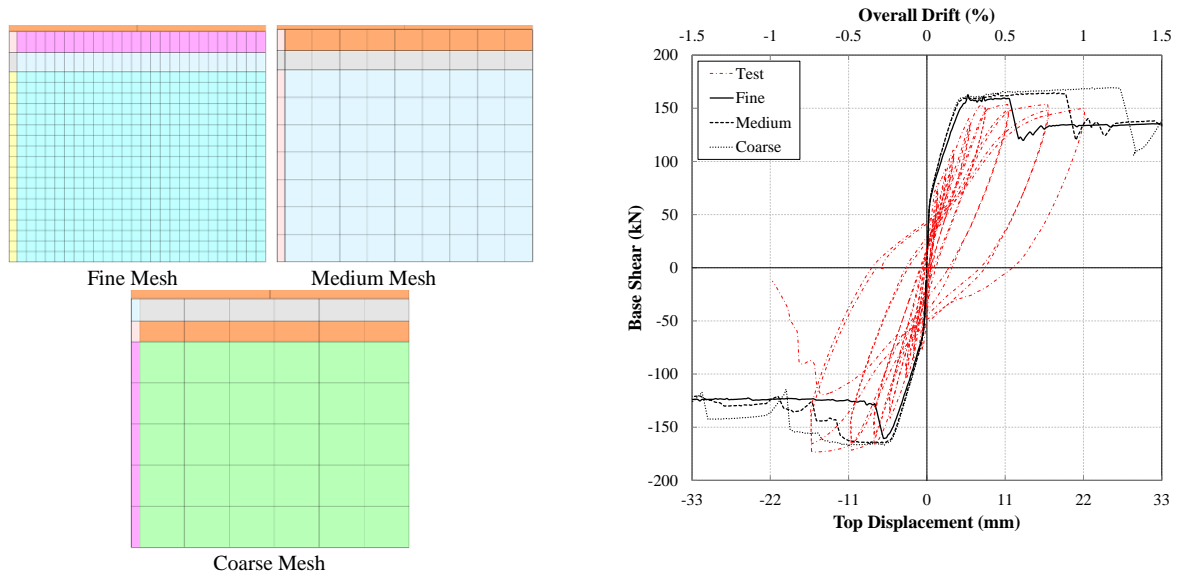 Fine Mesh
Medium Mesh
Coarse Mesh
Overall Drift (%)
-1.5 -1 -0.5 0 0.5 1 1.5
200
150
100
50
0
-50
-100
-150
-200
Base Shear (kN)
Test
Fine
Medium
Coarse
-33 -22 -11 0 11 22 33
Top Displacement (mm)